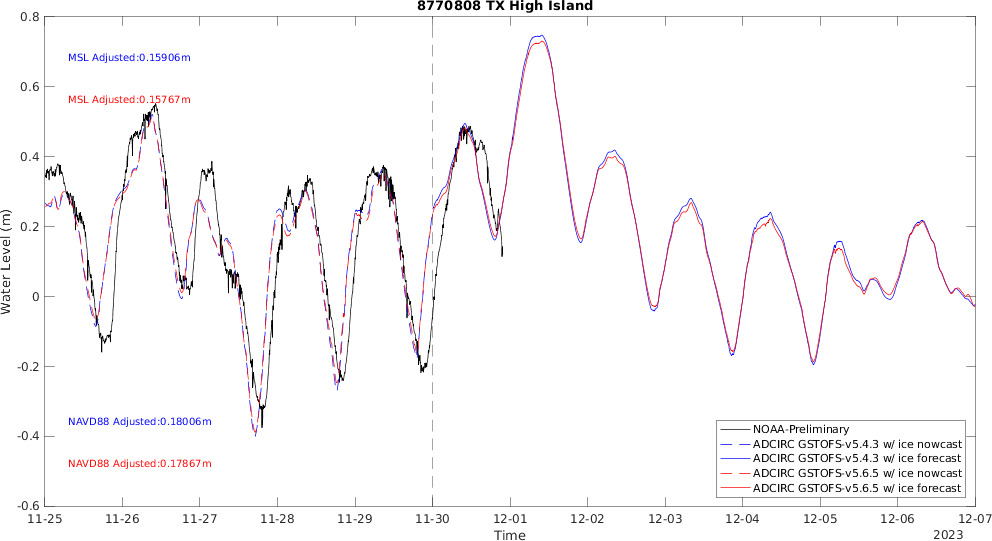 8770808 TX High Island
0.8
0.6
0.4
0.2
0
-0.2
-0.4
-0.6
Water Level (m)
MSL Adjusted:0.15906m
MSL Adjusted:0.15767m
NAVD88 Adjusted:0.18006m
NAVD88 Adjusted:0.17867m
NOAA-Preliminary
ADCIRC GSTOFS-v5.4.3 w/ ice nowcast
ADCIRC GSTOFS-v5.4.3 w/ ice forecast
ADCIRC GSTOFS-v5.6.5 w/ ice nowcast
ADCIRC GSTOFS-v5.6.5 w/ ice forecast
11-25 11-26 11-27 11-28 11-29 11-30 12-01 12-02 12-03 12-04 12-05 12-06 12-07
Time
2023